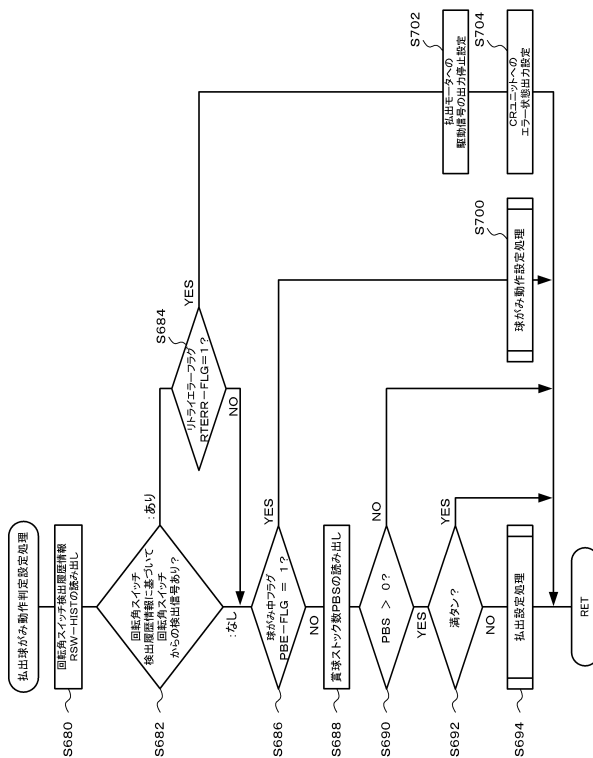 払出球がみ動作判定設定処理
S680
回転角スイッチ検出履歴情報
RSW−HISTの読み出し
S682
回転角スイッチ
検出履歴情報に基づいて
回転角スイッチ
からの検出信号あり?
:あり
:なし
S684
リトライエラーフラグ
RTERR−FLG=1?
YES
NO
S686
球がみ中フラグ
PBE−FLG = 1?
YES
NO
S688
賞球ストック数PBSの読み出し
S690
PBS > 0?
NO
YES
S692
満タン?
YES
NO
S694
払出設定処理
S700
球がみ動作設定処理
S702
払出モータへの
駆動信号の出力停止設定
S704
CRユニットへの
エラー状態出力設定
RET